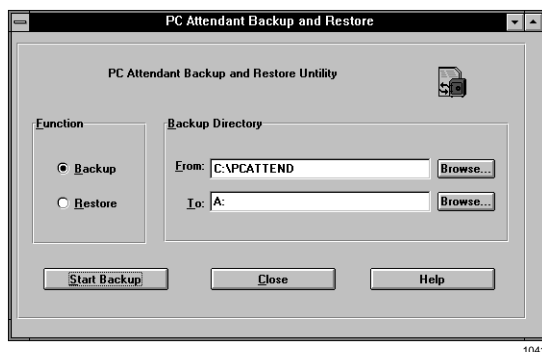 PC Attendant Backup and Restore
PC Attendant Backup and Restore Untility
Function
Backup
Restore
Backup Directory
From: C:\PCATTEND Browse...
To: A: Browse...
Start Backup Close Help